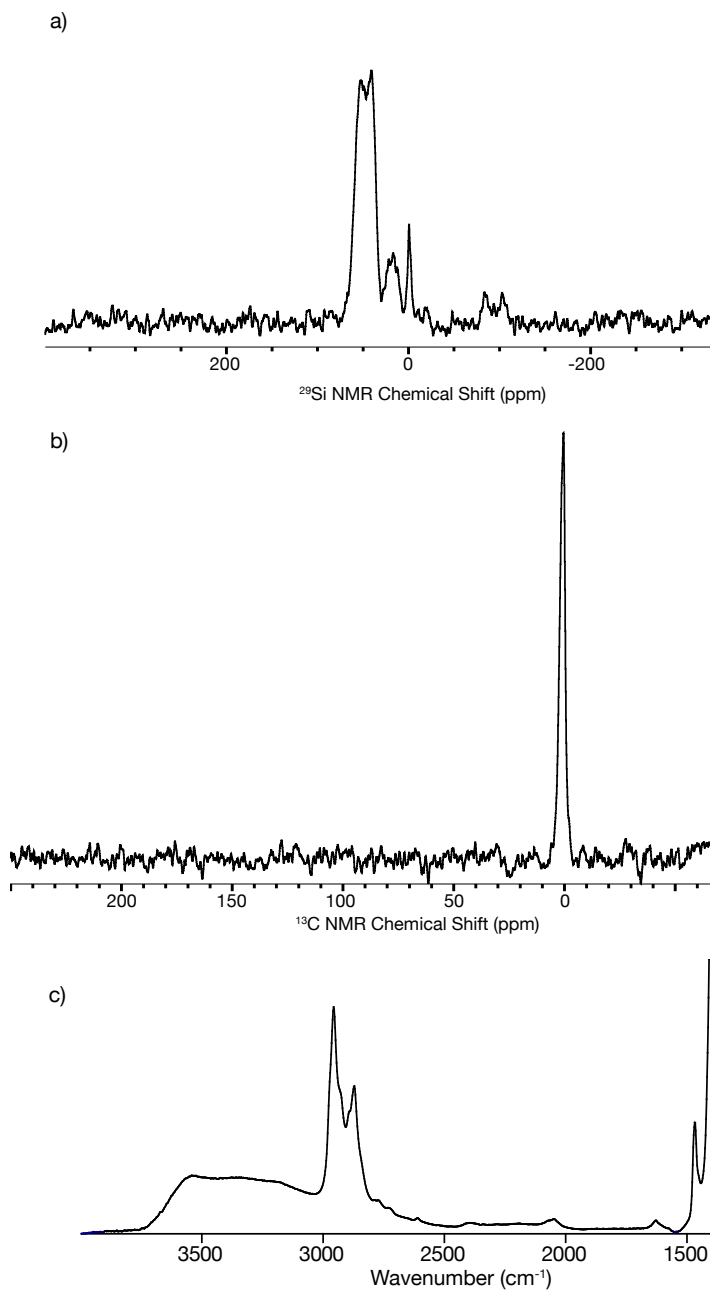 a)
200 0 -200
²⁹Si NMR Chemical Shift (ppm)
b)
200 150 100 50 0
¹³C NMR Chemical Shift (ppm)
c)
3500 3000 2500 2000 1500
Wavenumber (cm⁻¹)